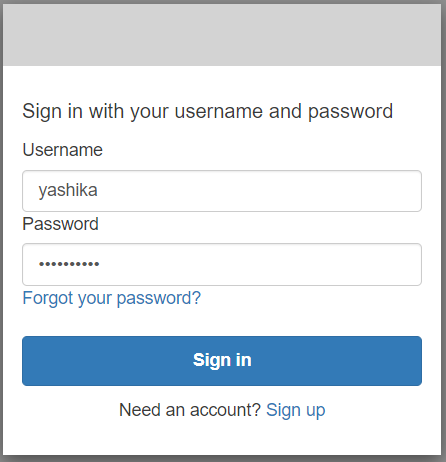 Sign in with your username and password
Username
yashika
Password
••••••••••
Forgot your password?
Sign in
Need an account? Sign up